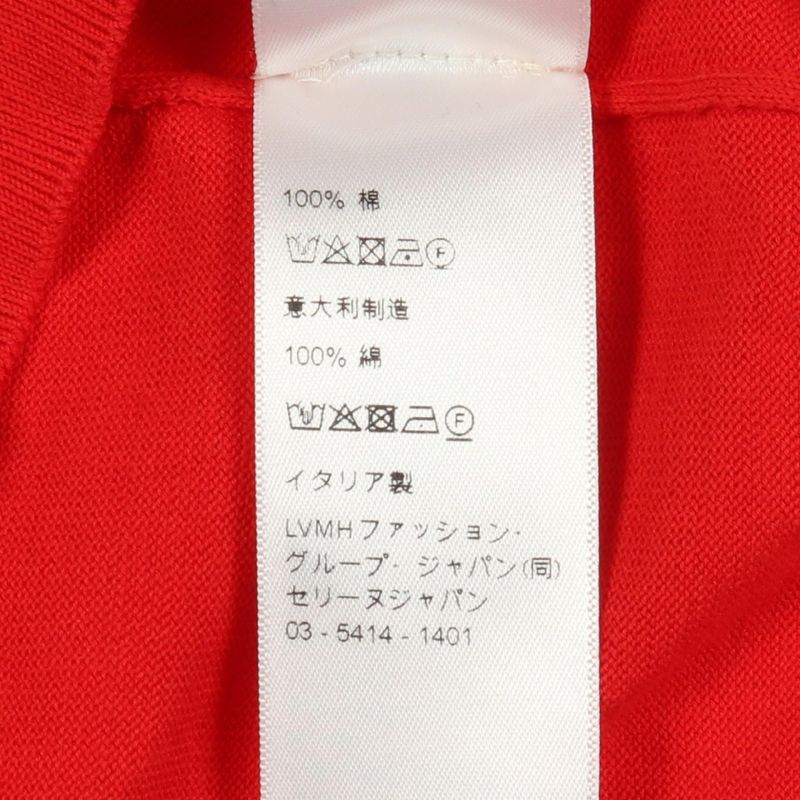 100% 棉
意大利制造
100% 綿
F
イタリア製
LVMHファッション・
グループ・ジャパン(同)
セリーヌジャパン
03 - 5414 - 1401